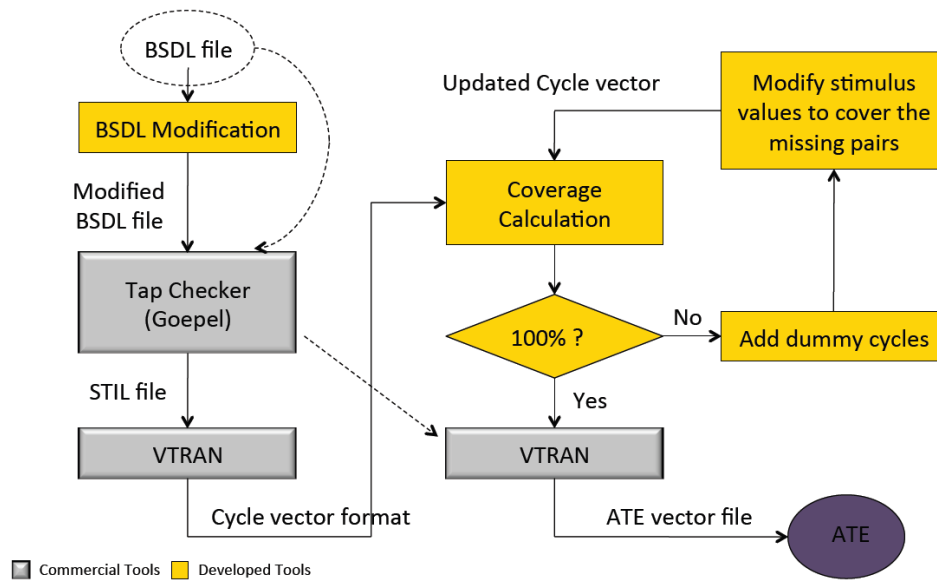 BSDL file
BSDL Modification
Modified
BSDL file
Tap Checker
(Goepel)
STIL file
VTRAN
Cycle vector format
Updated Cycle vector
Modify stimulus
values to cover the
missing pairs
Coverage
Calculation
100% ?
No
Add dummy cycles
Yes
VTRAN
ATE vector file
ATE
Commercial Tools
Developed Tools